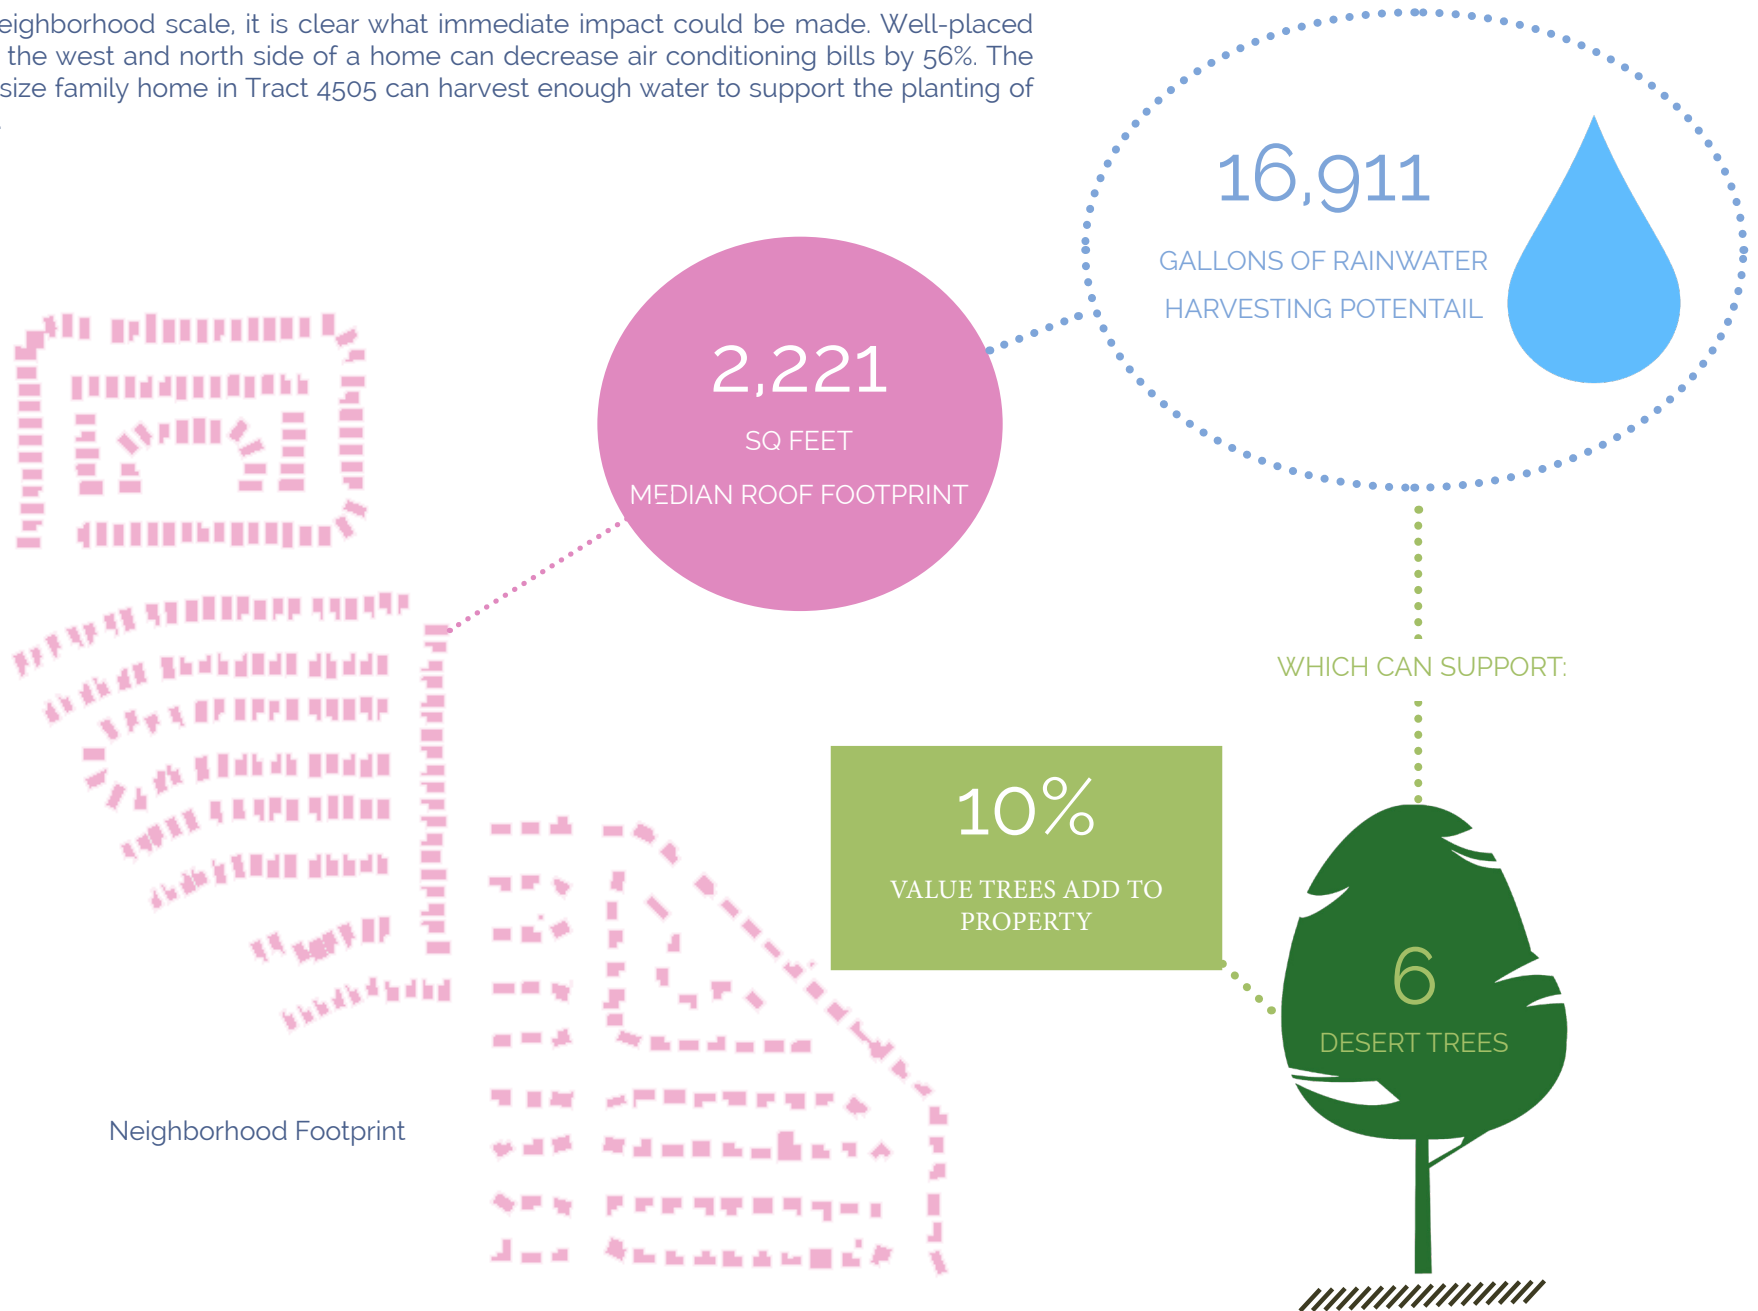 eighborhood scale, it is clear what immediate impact could be made. Well-placed
the west and north side of a home can decrease air conditioning bills by 56%. The
size family home in Tract 4505 can harvest enough water to support the planting of
16,911
GALLONS OF RAINWATER
HARVESTING POTENTAIL
2,221
SQ FEET
MEDIAN ROOF FOOTPRINT
WHICH CAN SUPPORT:
10%
VALUE TREES ADD TO
PROPERTY
6
DESERT TREES
Neighborhood Footprint